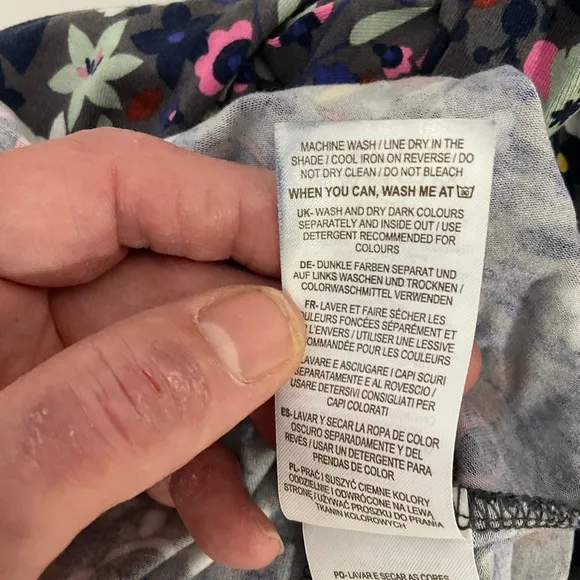 MACHINE WASH / LINE DRY IN THE
SHADE / COOL IRON ON REVERSE / DO
NOT DRY CLEAN / DO NOT BLEACH
WHEN YOU CAN, WASH ME AT
UK- WASH AND DRY DARK COLOURS
SEPARATELY AND INSIDE OUT / USE
DETERGENT RECOMMENDED FOR
COLOURS
DE- DUNKLE FARBEN SEPARAT UND
AUF LINKS WASCHEN UND TROCKNEN /
COLORWASCHMITTEL VERWENDEN
FR- LAVER ET FAIRE SÉCHER LES
OULEURS FONCÉES SÉPARÉMENT ET
L'ENVERS / UTILISER UNE LESSIVE
OMMANDÉE POUR LES COULEURS
LAVARE E ASCIUGARE I CAPI SCURI
SEPARATAMENTE E AL ROVESCIO /
USARE DETERSIVI CONSIGLIATI PER
CAPI COLORATI
ES- LAVAR Y SECAR LA ROPA DE COLOR
OSCURO SEPARADAMENTE Y DEL
REVÉS / USAR UN DETERGENTE PARA
PRENDAS DE COLOR
PL- PRAĆ I SUSZYĆ CIEMNE KOLORY
ODDZIELNIE I ODWRÓCONE NA LEWĄ
STRONĘ / UŻYWAĆ PROSZKU DO PRANIA
TKANIN KOLOROWYCH
PO- LAVAR E SECAR AS CORES